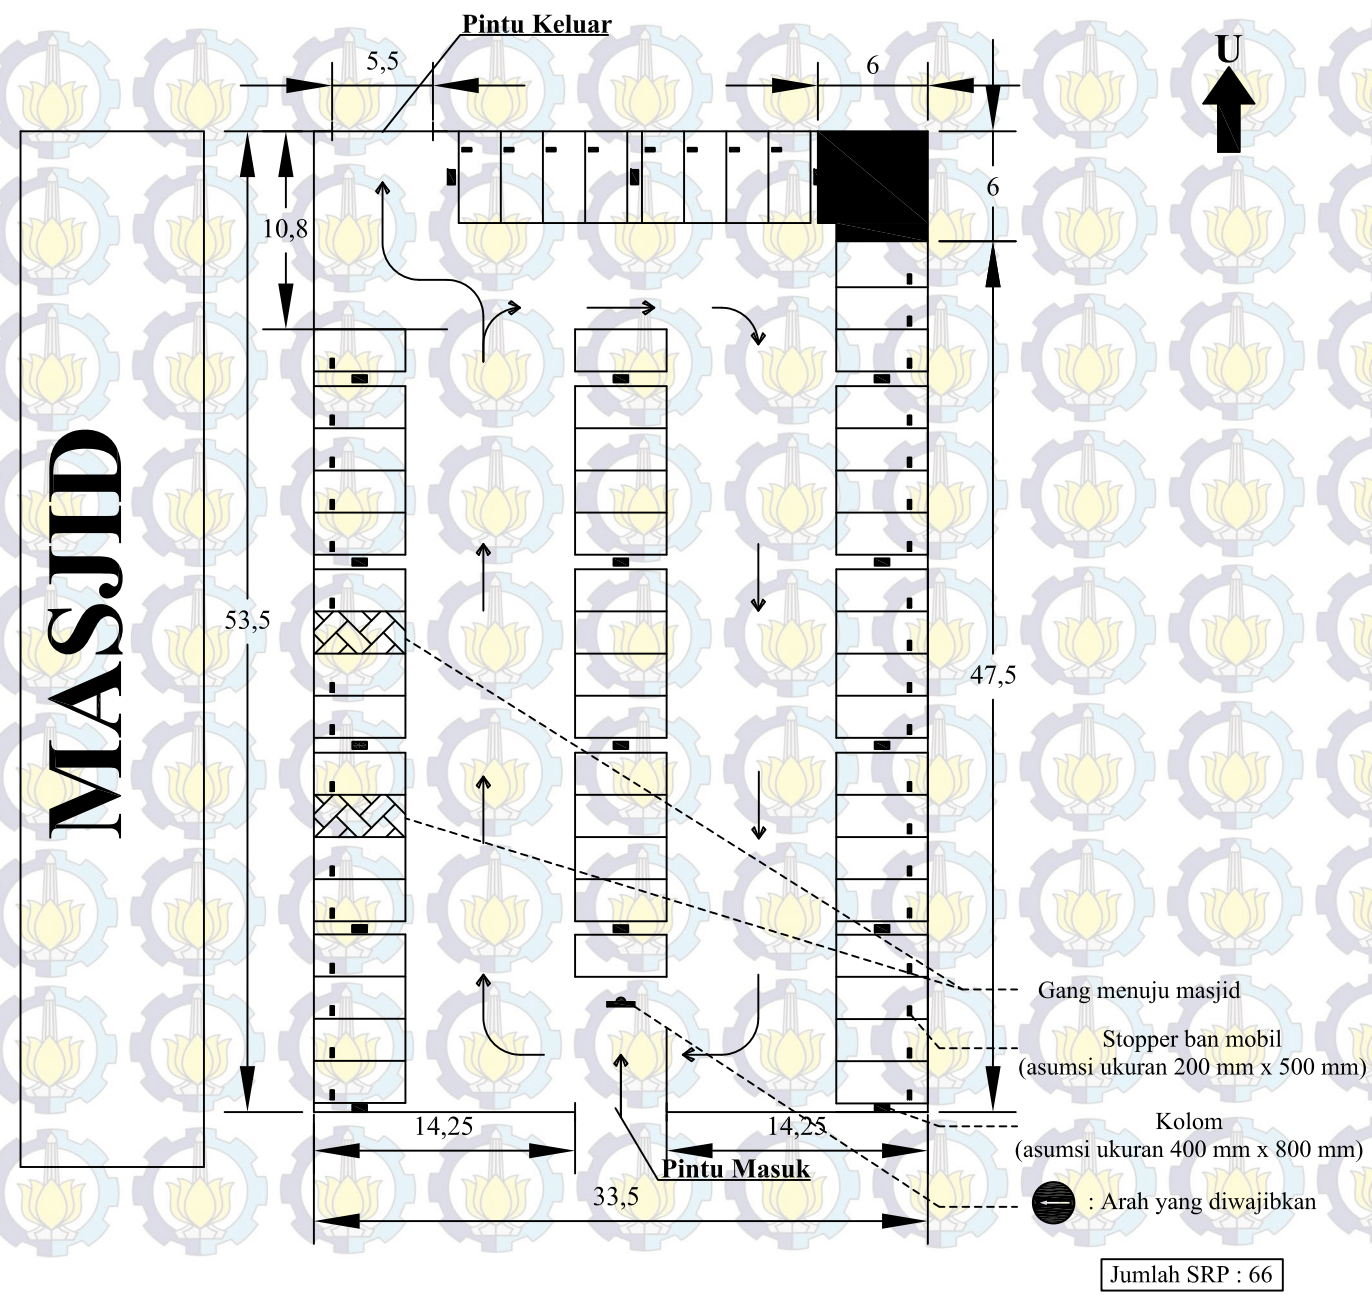 Pintu Keluar
5,5
6
U
6
10,8
MASJID
53,5
47,5
Gang menuju masjid
Stopper ban mobil
(asumsi ukuran 200 mm x 500 mm)
Kolom
(asumsi ukuran 400 mm x 800 mm)
14,25
14,25
Pintu Masuk
33,5
: Arah yang diwajibkan
Jumlah SRP : 66